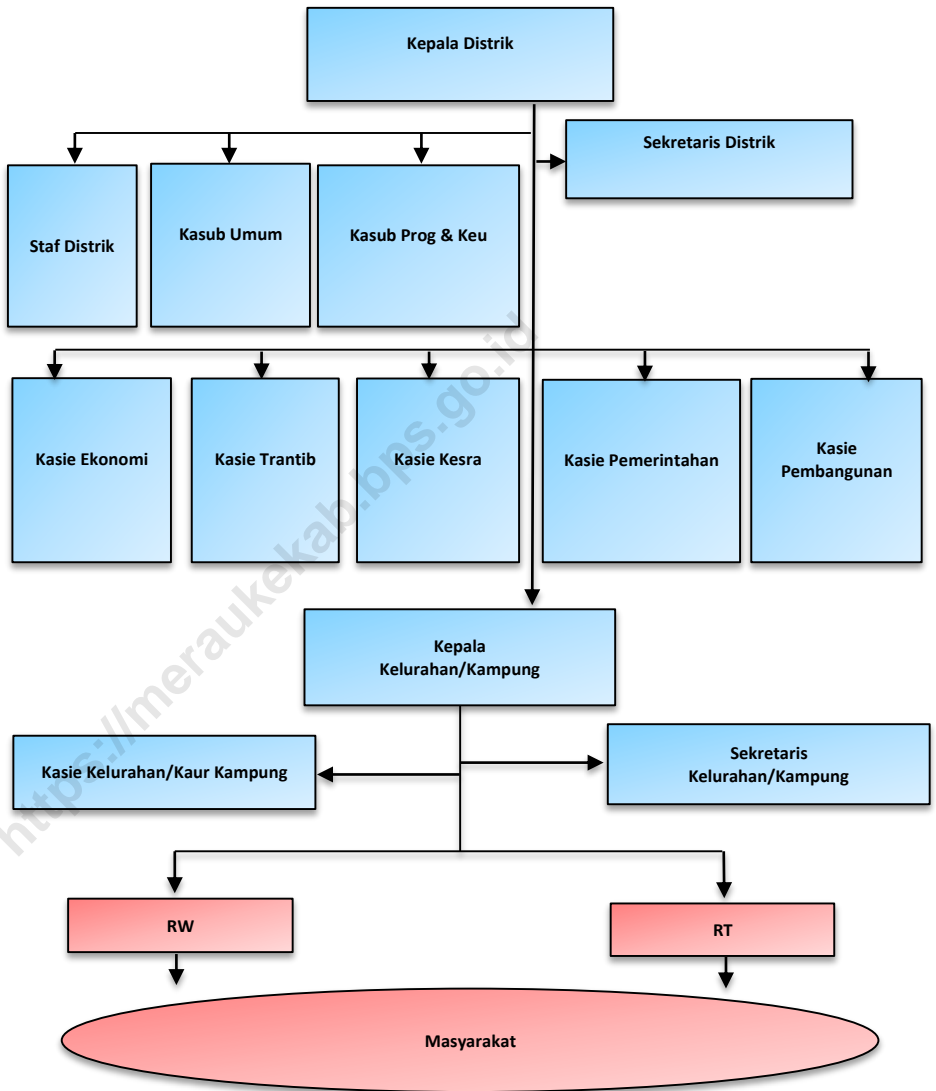 Kepala Distrik
Sekretaris Distrik
Staf Distrik
Kasub Umum
Kasub Prog & Keu
Kasie Ekonomi
Kasie Trantib
Kasie Kesra
Kasie Pemerintahan
Kasie
Pembangunan
Kepala
Kelurahan/Kampung
Kasie Kelurahan/Kaur Kampung
Sekretaris
Kelurahan/Kampung
RW
RT
Masyarakat
https://meraukekab.bps.go.id